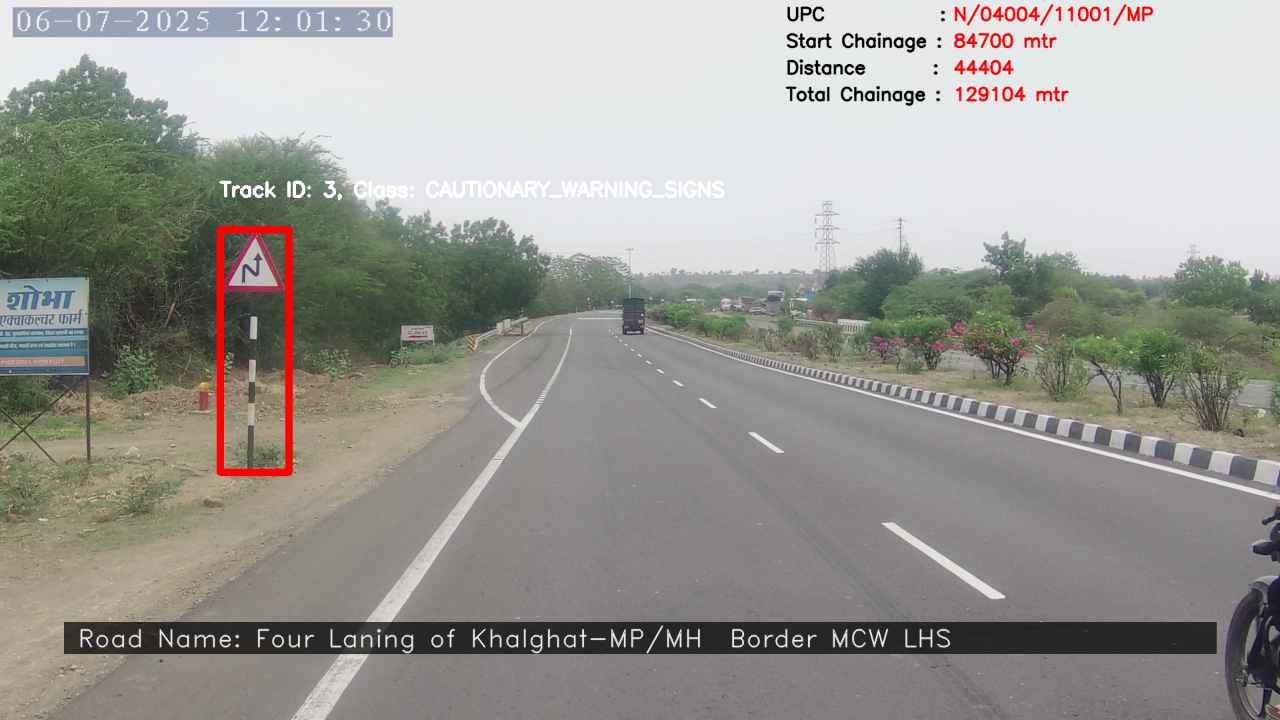 06-07-2025 12:01:30
UPC : N/04004/11001/MP
Start Chainage : 84700 mtr
Distance : 44404
Total Chainage : 129104 mtr
Track ID: 3, Class: CAUTIONARY_WARNING_SIGNS
शोभा
एक्वाकल्चर फार्म
Road Name: Four Laning of Khalghat-MP/MH Border MCW LHS